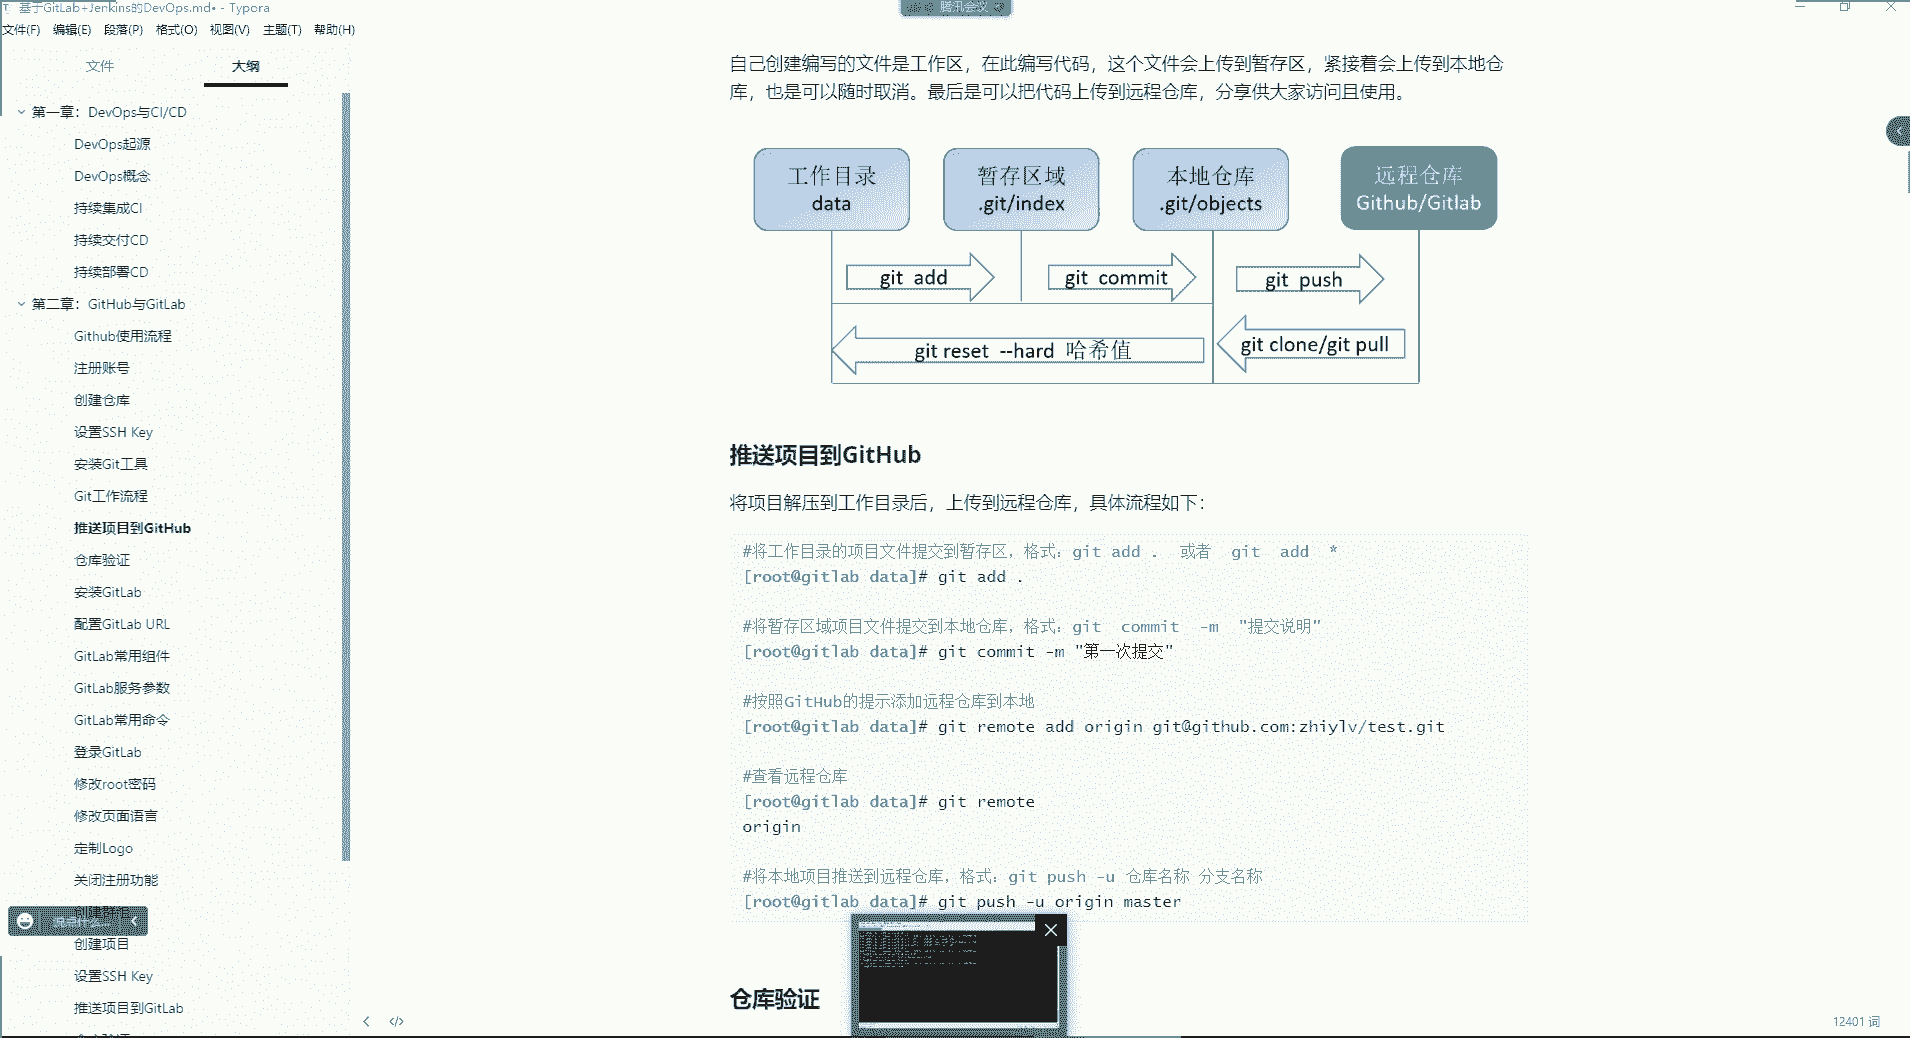 基于GitLab+Jenkins的DevOps.md• - Typora
腾讯会议
文件(F) 编辑(E) 段落(P) 格式(O) 视图(V) 主题(T) 帮助(H)
文件 大纲
第一章：DevOps与CI/CD
DevOps起源
DevOps概念
持续集成CI
持续交付CD
持续部署CD
第二章：GitHub与GitLab
Github使用流程
注册账号
创建仓库
设置SSH Key
安装Git工具
Git工作流程
推送项目到GitHub
仓库验证
安装GitLab
配置GitLab URL
GitLab常用组件
GitLab服务参数
GitLab常用命令
登录GitLab
修改root密码
修改页面语言
定制Logo
关闭注册功能
创建群组
说点什么...
创建项目
设置SSH Key
推送项目到GitLab
自己创建编写的文件是工作区，在此编写代码，这个文件会上传到暂存区，紧接着会上传到本地仓
库，也是可以随时取消。最后是可以把代码上传到远程仓库，分享供大家访问且使用。
工作目录
data
暂存区域
.git/index
本地仓库
.git/objects
远程仓库
Github/Gitlab
git add
git commit
git push
git reset --hard 哈希值
git clone/git pull
推送项目到GitHub
将项目解压到工作目录后，上传到远程仓库，具体流程如下：
#将工作目录的项目文件提交到暂存区，格式：git add . 或者 git add *
[root@gitlab data]# git add .
#将暂存区域项目文件提交到本地仓库，格式：git commit -m "提交说明"
[root@gitlab data]# git commit -m "第一次提交"
#按照GitHub的提示添加远程仓库到本地
[root@gitlab data]# git remote add origin git@github.com:zhiylv/test.git
#查看远程仓库
[root@gitlab data]# git remote
origin
#将本地项目推送到远程仓库，格式：git push -u 仓库名称 分支名称
[root@gitlab data]# git push -u origin master
仓库验证
12401 词